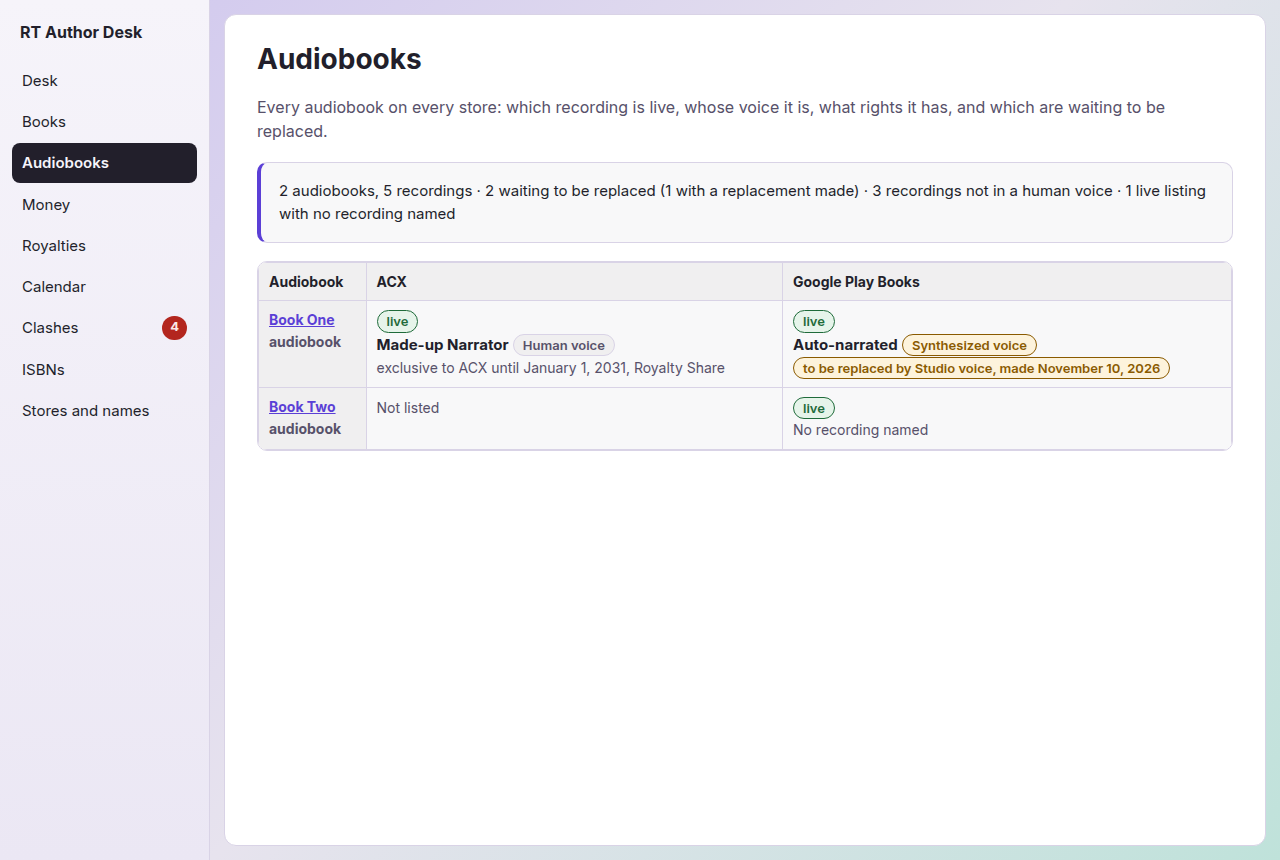 RT Author Desk
Desk
Books
Audiobooks
Money
Royalties
Calendar
Clashes 4
ISBNs
Stores and names
Audiobooks
Every audiobook on every store: which recording is live, whose voice it is, what rights it has, and which are waiting to be
replaced.
2 audiobooks, 5 recordings · 2 waiting to be replaced (1 with a replacement made) · 3 recordings not in a human voice · 1 live listing
with no recording named
Audiobook ACX Google Play Books
Book One
audiobook
live
Made-up Narrator Human voice
exclusive to ACX until January 1, 2031, Royalty Share
live
Auto-narrated Synthesized voice
to be replaced by Studio voice, made November 10, 2026
Book Two
audiobook
Not listed
live
No recording named